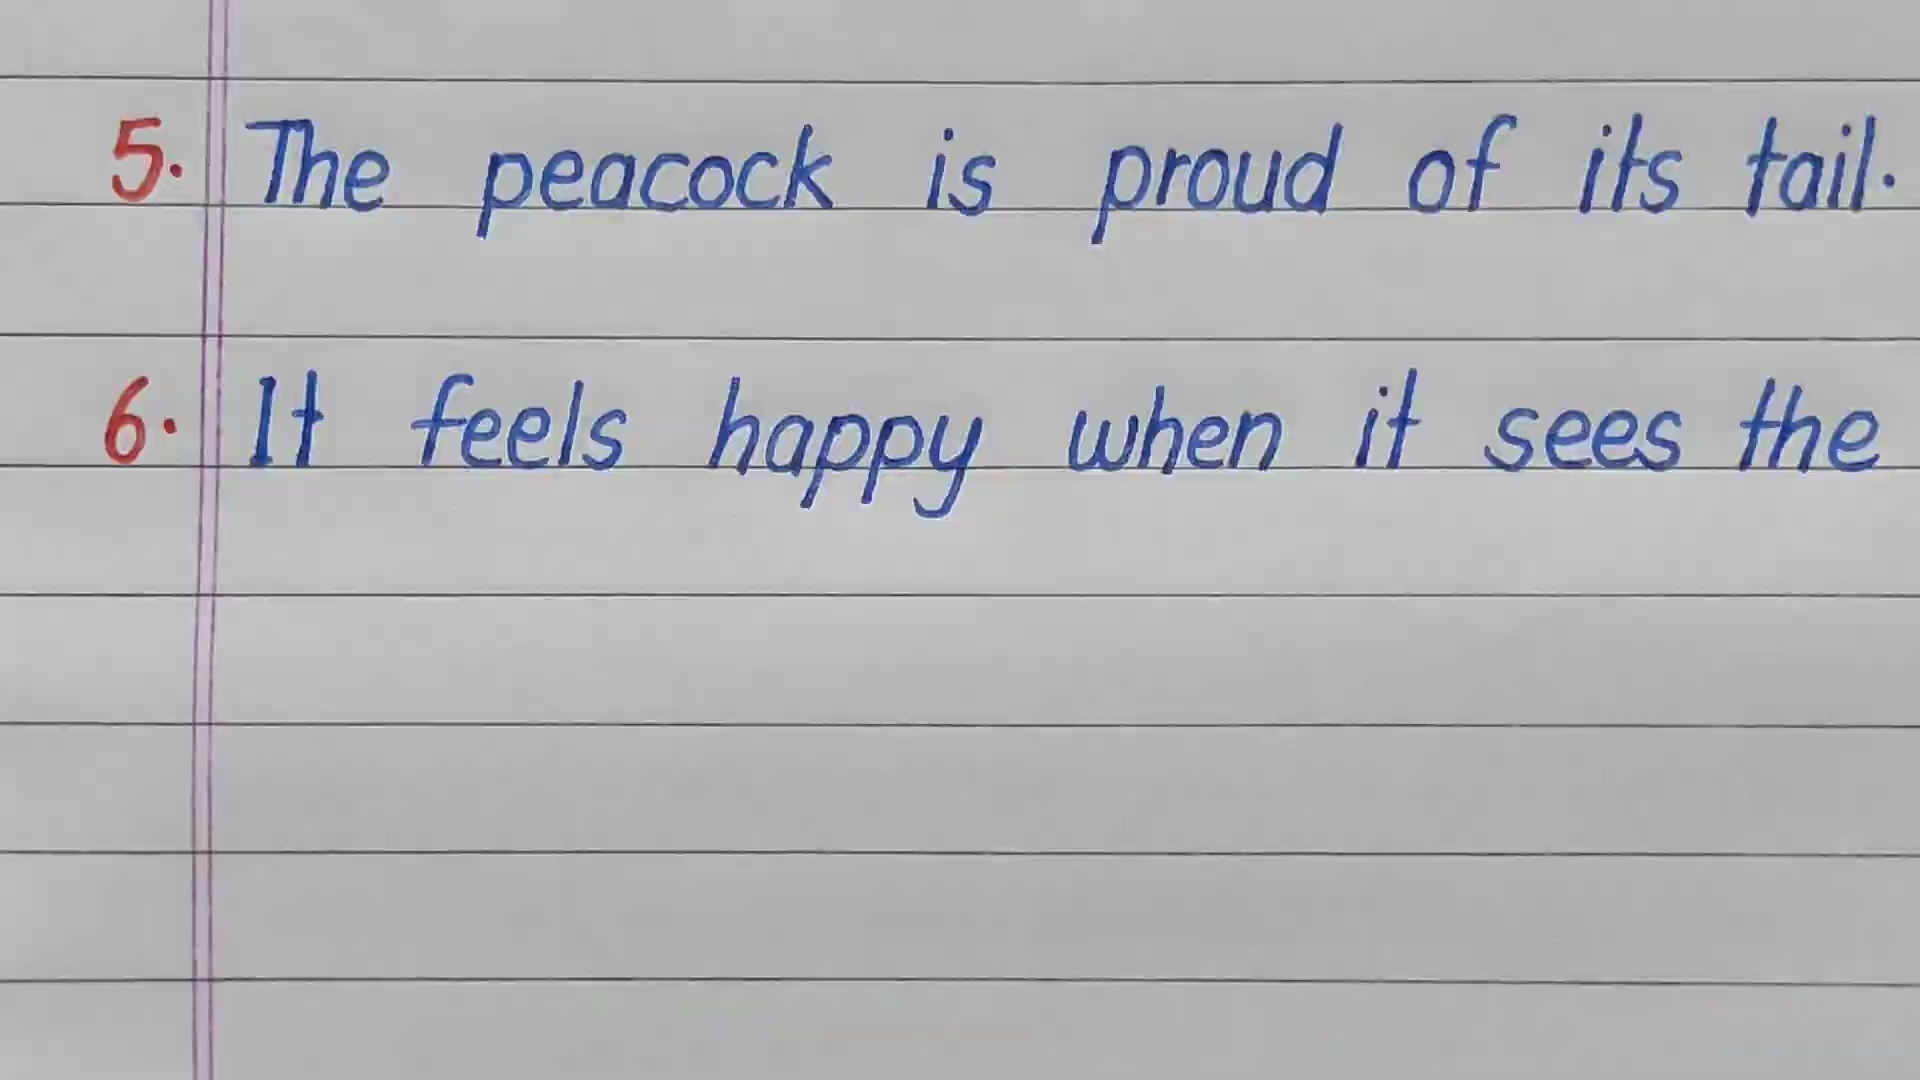 5. The peacock is proud of its tail.
6. It feels happy when it sees the